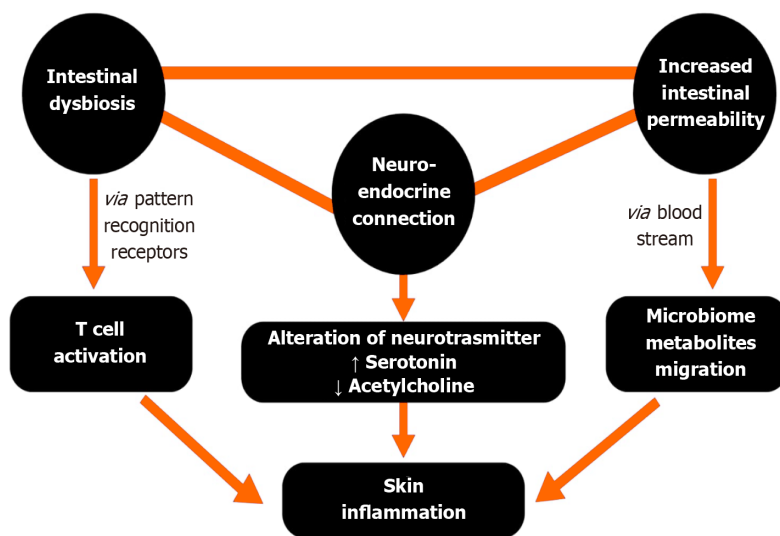 Intestinal
dysbiosis
Increased
intestinal
permeability
Neuro-
endocrine
connection
via pattern
recognition
receptors
via blood
stream
T cell
activation
Alteration of neurotrasmitter
↑ Serotonin
↓ Acetylcholine
Microbiome
metabolites
migration
Skin
inflammation